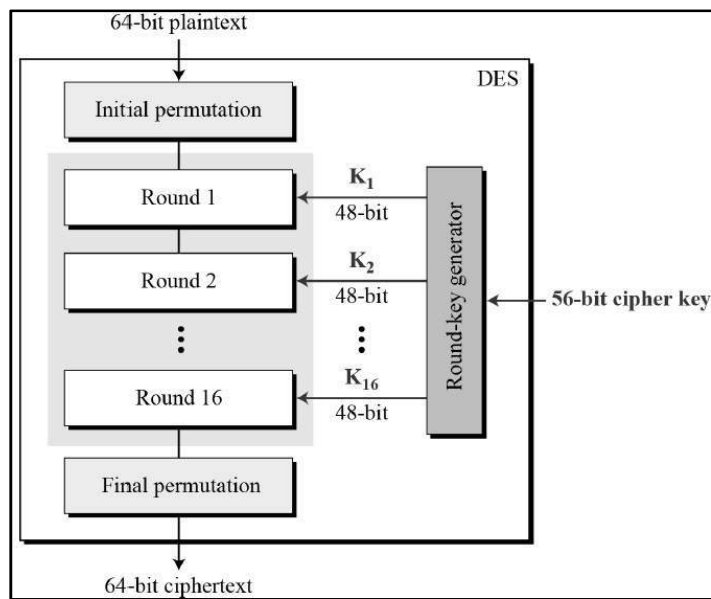 64-bit plaintext
DES
Initial permutation
Round 1
K₁
48-bit
Round 2
K₂
48-bit
Round-key generator
56-bit cipher key
Round 16
K₁₆
48-bit
Final permutation
64-bit ciphertext